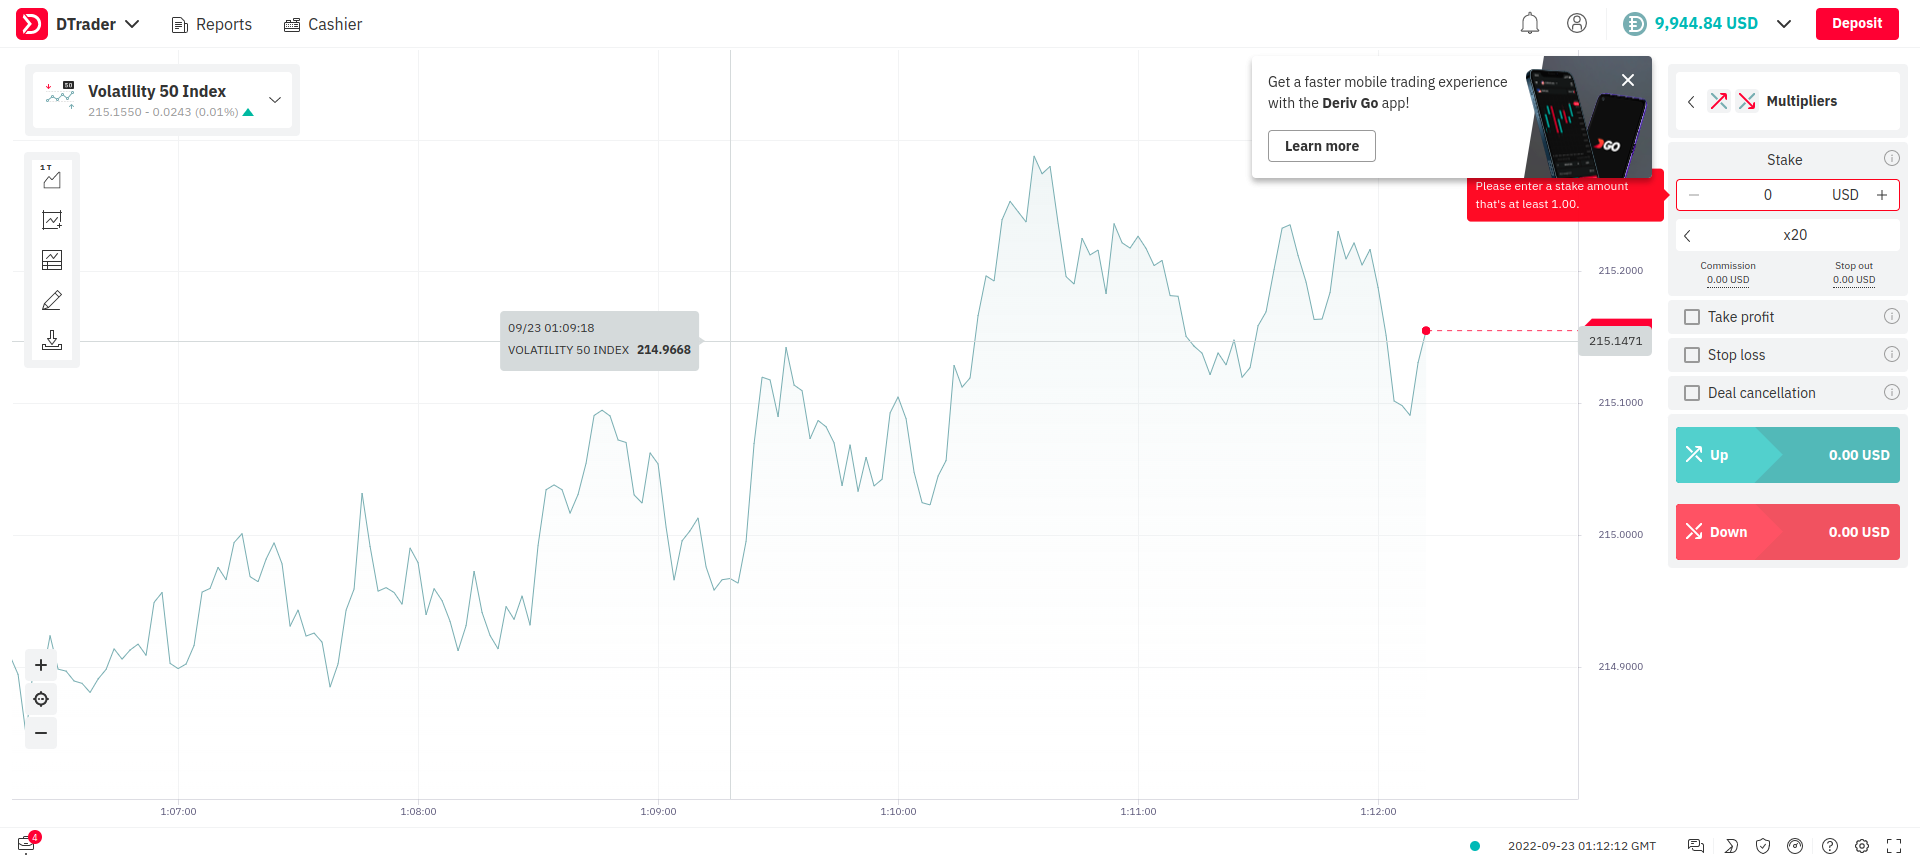 DTrader
Reports
Cashier
9,944.84 USD
Deposit
50
Volatility 50 Index
215.1550 - 0.0243 (0.01%)
Get a faster mobile trading experience
with the Deriv Go app!
Learn more
GO
Multipliers
1T
Stake
Please enter a stake amount
that's at least 1.00.
0 USD
x20
Commission
0.00 USD
Stop out
0.00 USD
Take profit
Stop loss
Deal cancellation
Up 0.00 USD
Down 0.00 USD
09/23 01:09:18
VOLATILITY 50 INDEX 214.9668
215.2000
215.1471
215.1000
215.0000
214.9000
1:07:00
1:08:00
1:09:00
1:10:00
1:11:00
1:12:00
4
2022-09-23 01:12:12 GMT